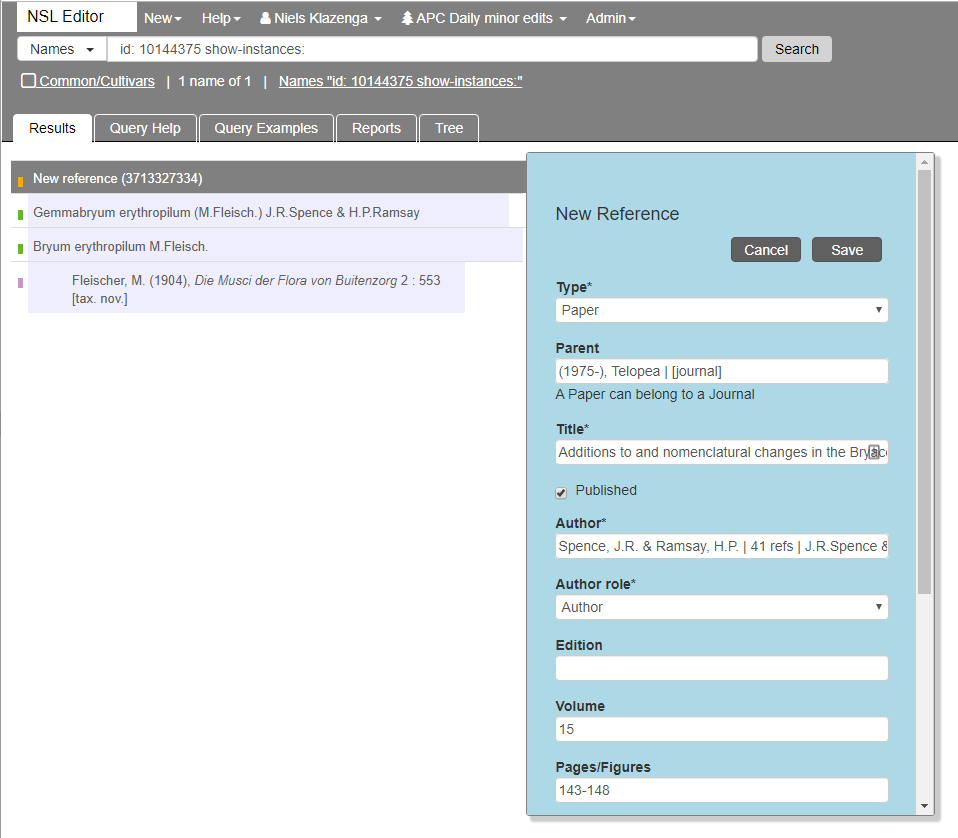 NSL Editor New Help Niels Klazenga APC Daily minor edits Admin
Names id: 10144375 show-instances: Search
Common/Cultivars | 1 name of 1 | Names "id: 10144375 show-instances:"
Results Query Help Query Examples Reports Tree
New reference (3713327334)
Gemmabryum erythropilum (M.Fleisch.) J.R.Spence & H.P.Ramsay
Bryum erythropilum M.Fleisch.
Fleischer, M. (1904), Die Musci der Flora von Buitenzorg 2 : 553
[tax. nov.]
New Reference
Cancel Save
Type*
Paper
Parent
(1975-), Telopea | [journal]
A Paper can belong to a Journal
Title*
Additions to and nomenclatural changes in the
Published
Author*
Spence, J.R. & Ramsay, H.P. | 41 refs | J.R.Spence &
Author role*
Author
Edition
Volume
15
Pages/Figures
143-148